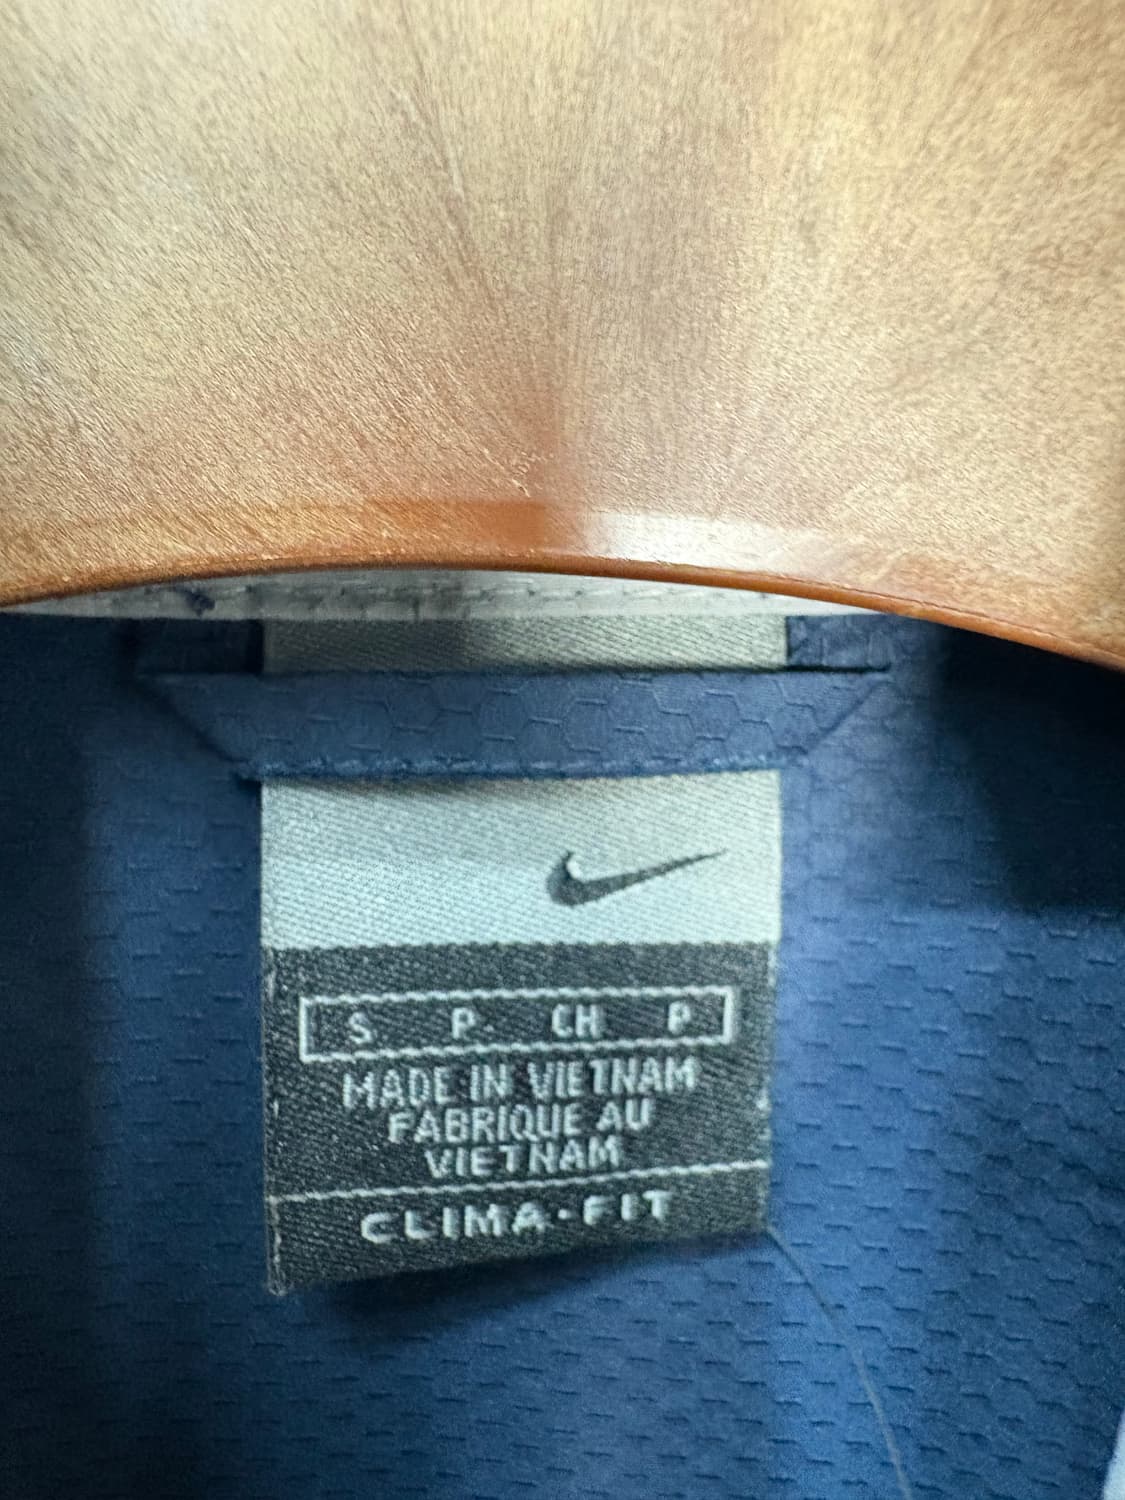 S P. CH P
MADE IN VIETNAM
FABRIQUE AU
VIETNAM
CLIMA·FIT